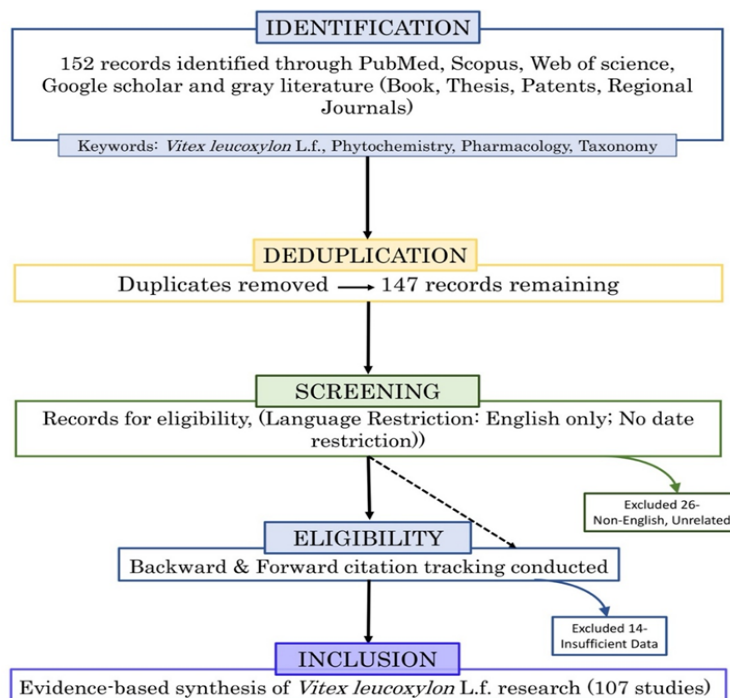 IDENTIFICATION
152 records identified through PubMed, Scopus, Web of science,
Google scholar and gray literature (Book, Thesis, Patents, Regional
Journals)
Keywords: Vitex leucoxylon L.f., Phytochemistry, Pharmacology, Taxonomy
DEDUPLICATION
Duplicates removed → 147 records remaining
SCREENING
Records for eligibility, (Language Restriction: English only; No date
restriction))
Excluded 26-
Non-English, Unrelated
ELIGIBILITY
Backward & Forward citation tracking conducted
Excluded 14-
Insufficient Data
INCLUSION
Evidence-based synthesis of Vitex leucoxylon L.f. research (107 studies)